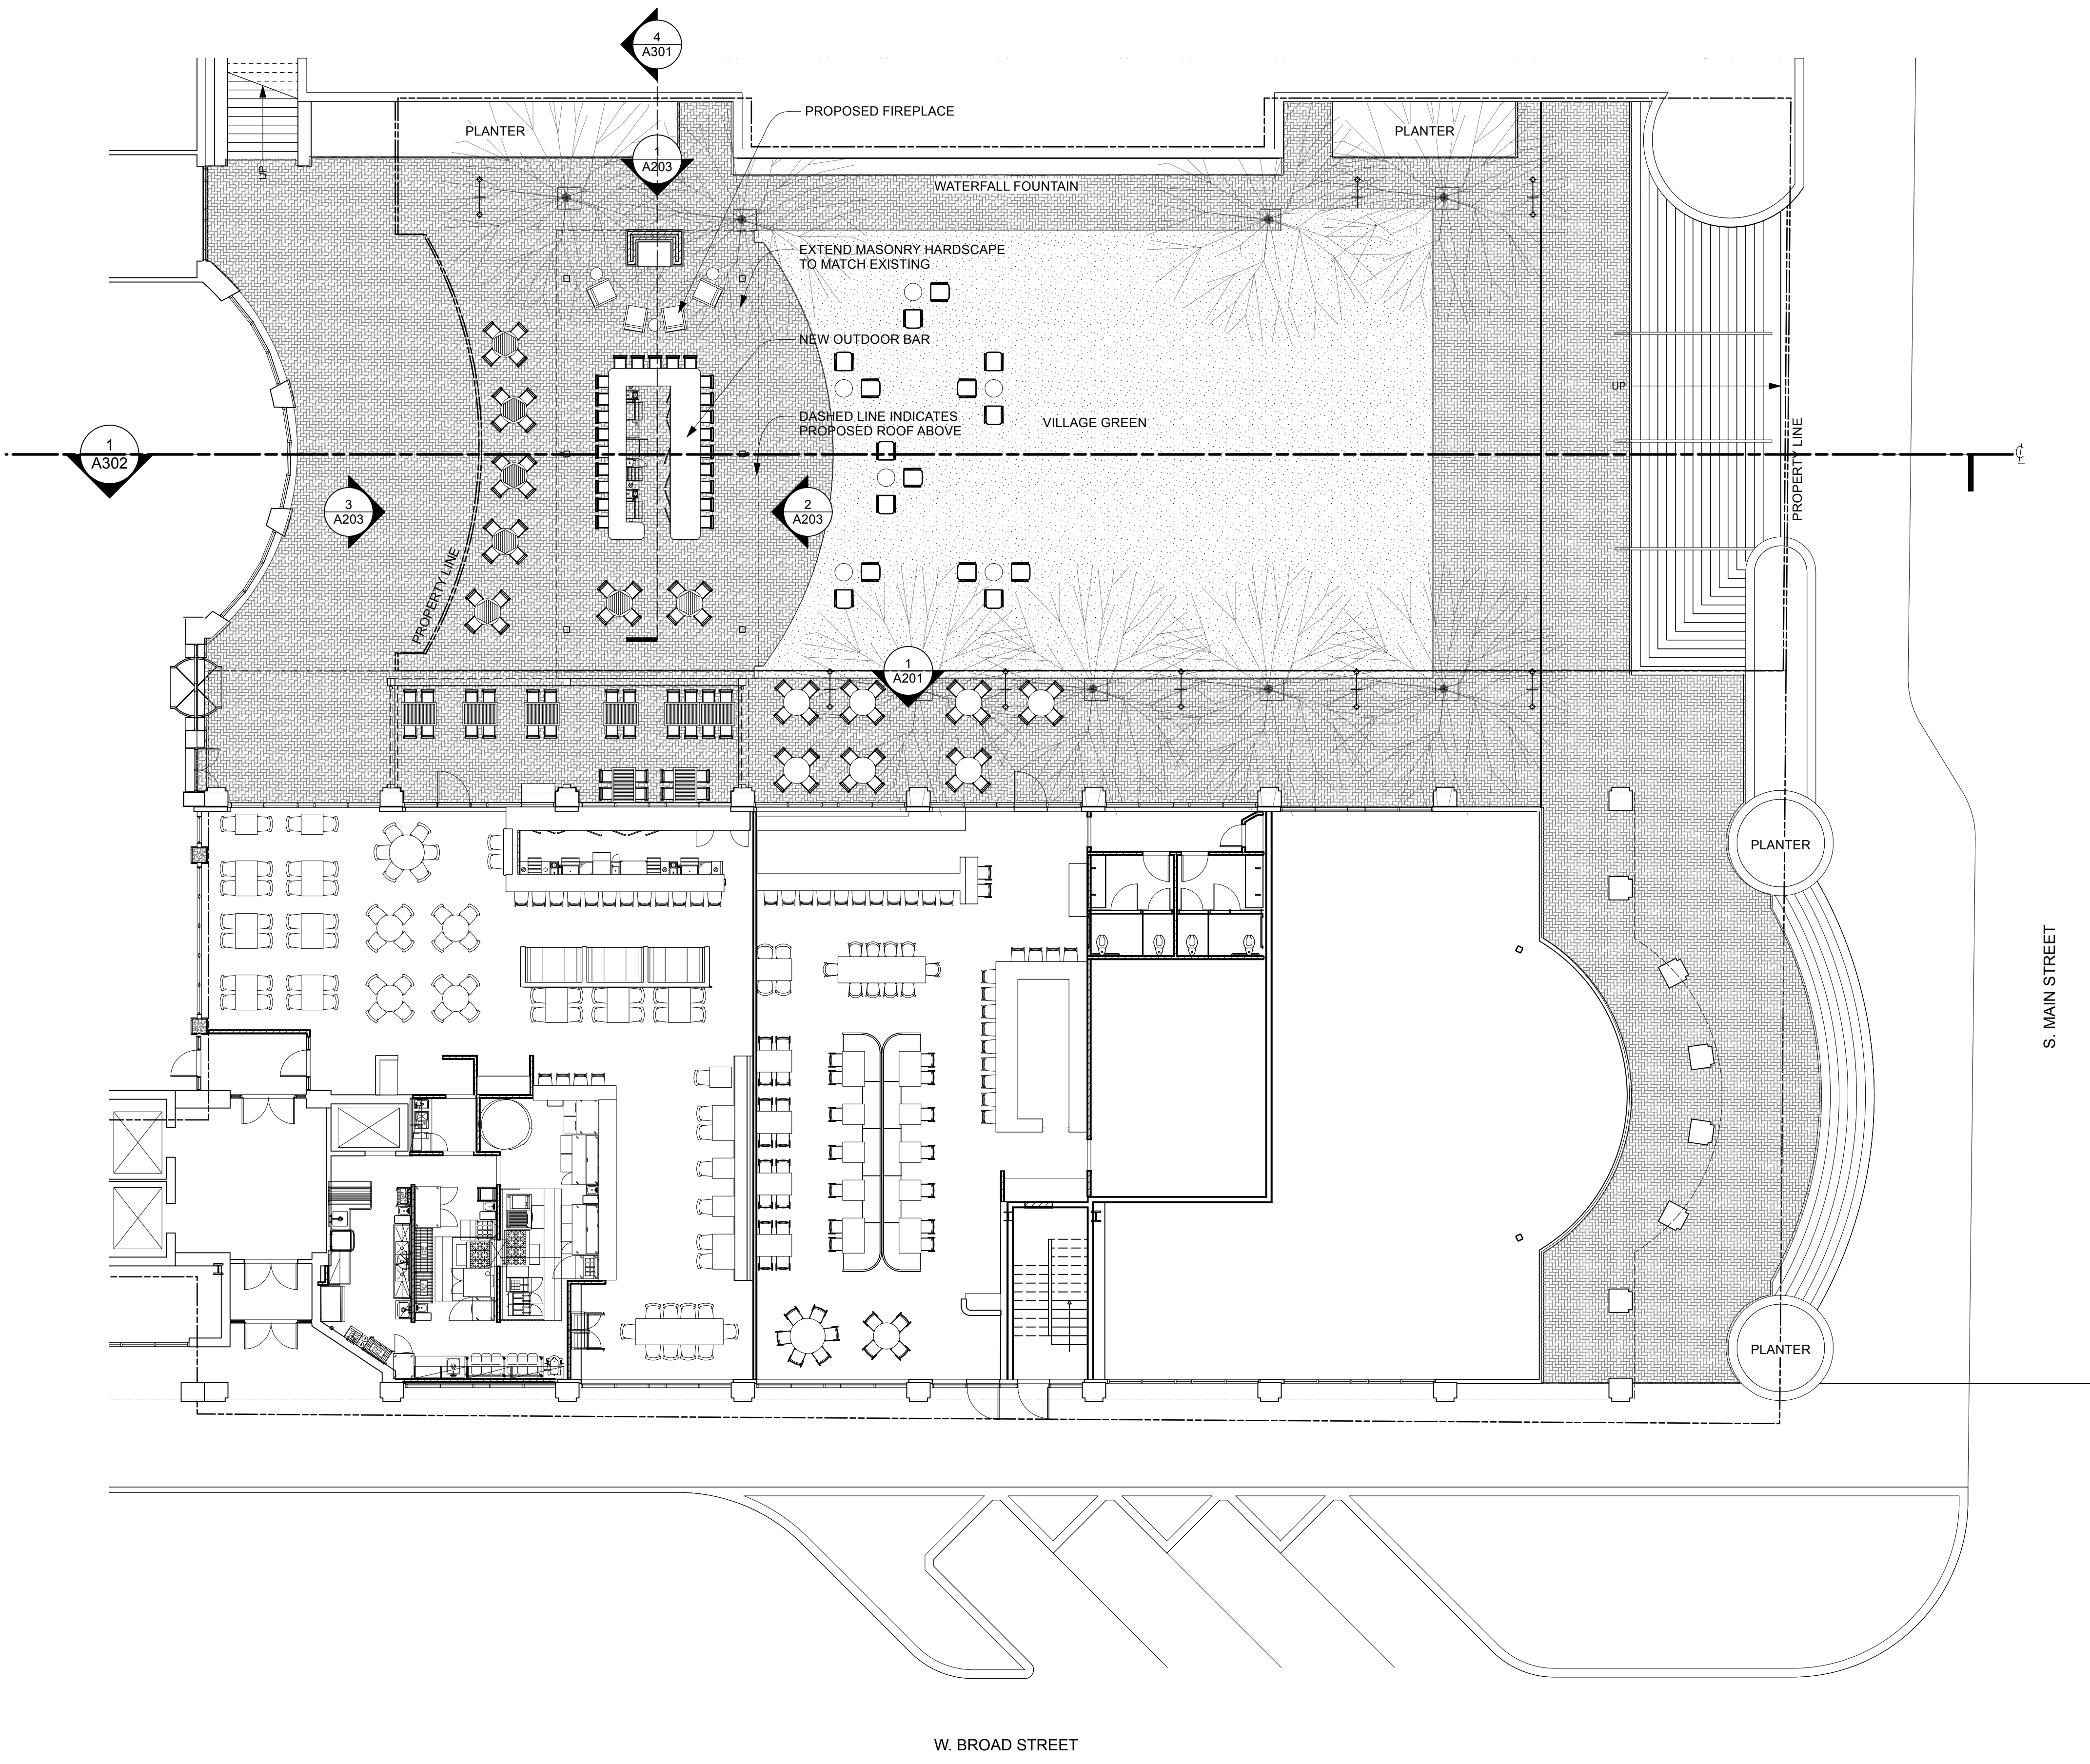 4
A301
PROPOSED FIREPLACE
PLANTER
PLANTER
1
A203
UP
WATERFALL FOUNTAIN
EXTEND MASONRY HARDSCAPE
TO MATCH EXISTING
NEW OUTDOOR BAR
UP
DASHED LINE INDICATES
PROPOSED ROOF ABOVE
VILLAGE GREEN
1
A302
℄
PROPERTY LINE
3
A203
2
A203
PROPERTY LINE
1
A201
PLANTER
S. MAIN STREET
PLANTER
W. BROAD STREET